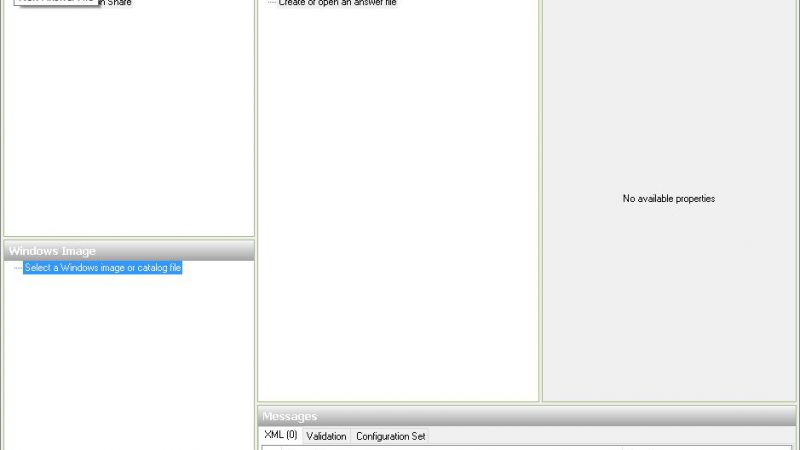 Share
Create or open an answer file
No available properties
Windows Image
Select a Windows image or catalog file
Messages
XML (0) Validation Configuration Set